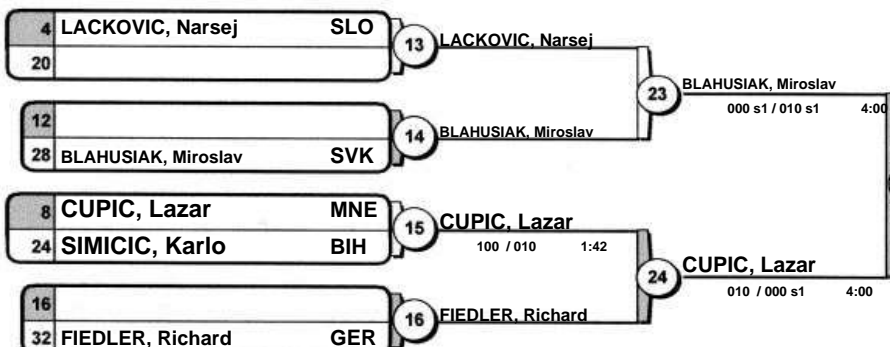 4 LACKOVIC, Narsej SLO
20
13 LACKOVIC, Narsej
12
28 BLAHUSIAK, Miroslav SVK
14 BLAHUSIAK, Miroslav
23 BLAHUSIAK, Miroslav
000 s1 / 010 s1 4:00
8 CUPIC, Lazar MNE
24 SIMICIC, Karlo BIH
15 CUPIC, Lazar
100 / 010 1:42
16
32 FIEDLER, Richard GER
16 FIEDLER, Richard
24 CUPIC, Lazar
010 / 000 s1 4:00